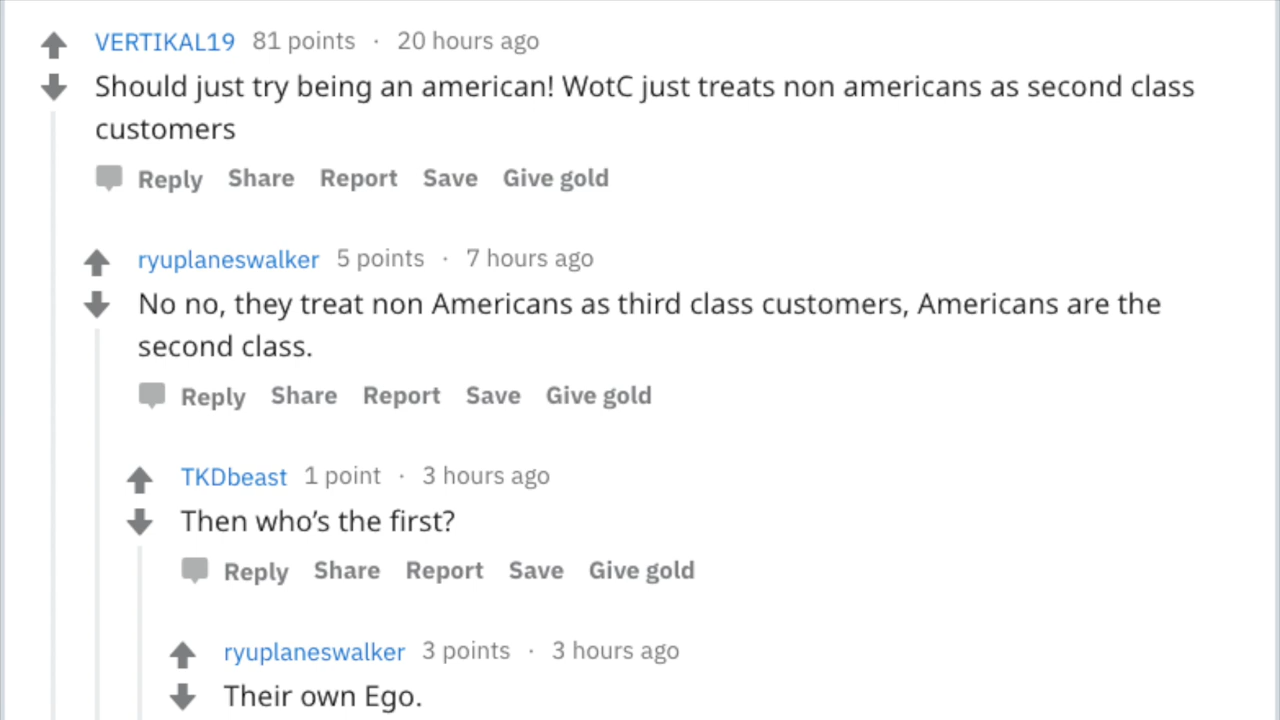 VERTIKAL19 81 points · 20 hours ago
Should just try being an american! WotC just treats non americans as second class
customers
Reply Share Report Save Give gold
ryuplaneswalker 5 points · 7 hours ago
No no, they treat non Americans as third class customers, Americans are the
second class.
Reply Share Report Save Give gold
TKDbeast 1 point · 3 hours ago
Then who’s the first?
Reply Share Report Save Give gold
ryuplaneswalker 3 points · 3 hours ago
Their own Ego.